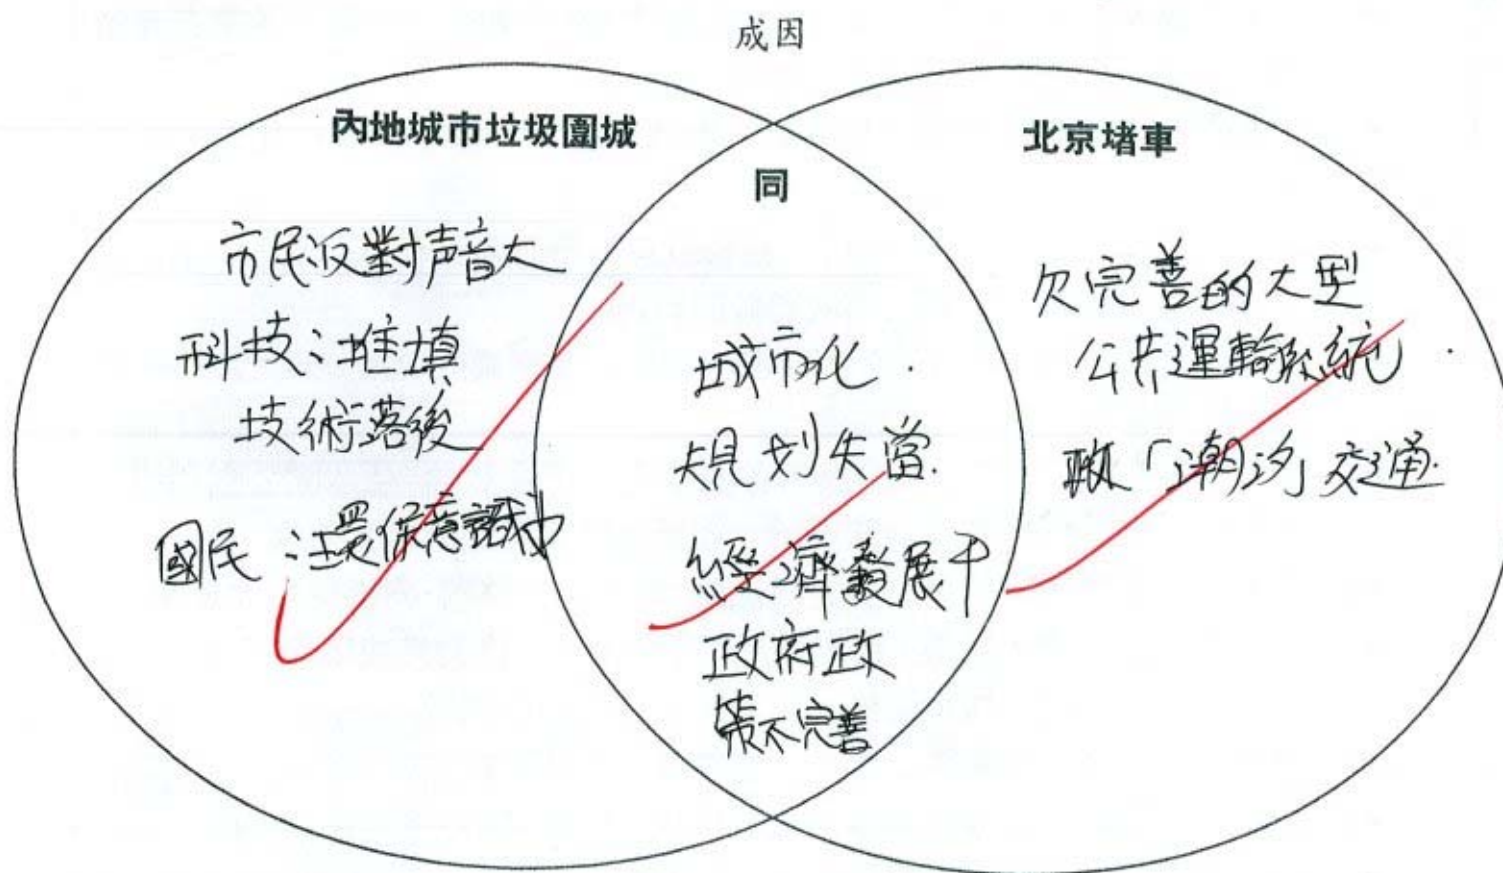 成因
內地城市垃圾圍城
市民反對声音大
科技:堆填
技術落後
國民:環保意識
同
城市化.
規划失當.
經濟發展
政府政
策不完善
北京堵車
欠完善的大型
公共運輸系統.
「潮汐」交通.